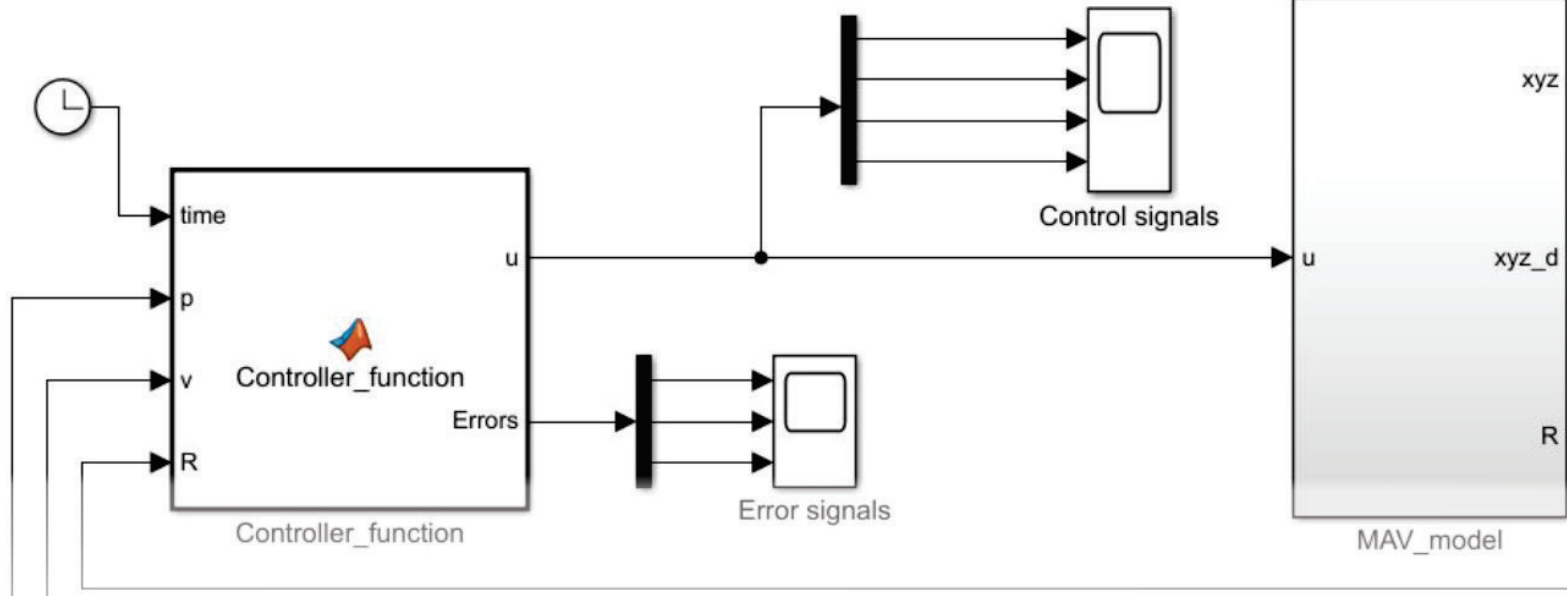 xyz
time
Control signals
u
u
xyz_d
p
Controller_function
v
Errors
R
R
Error signals
Controller_function
MAV_model